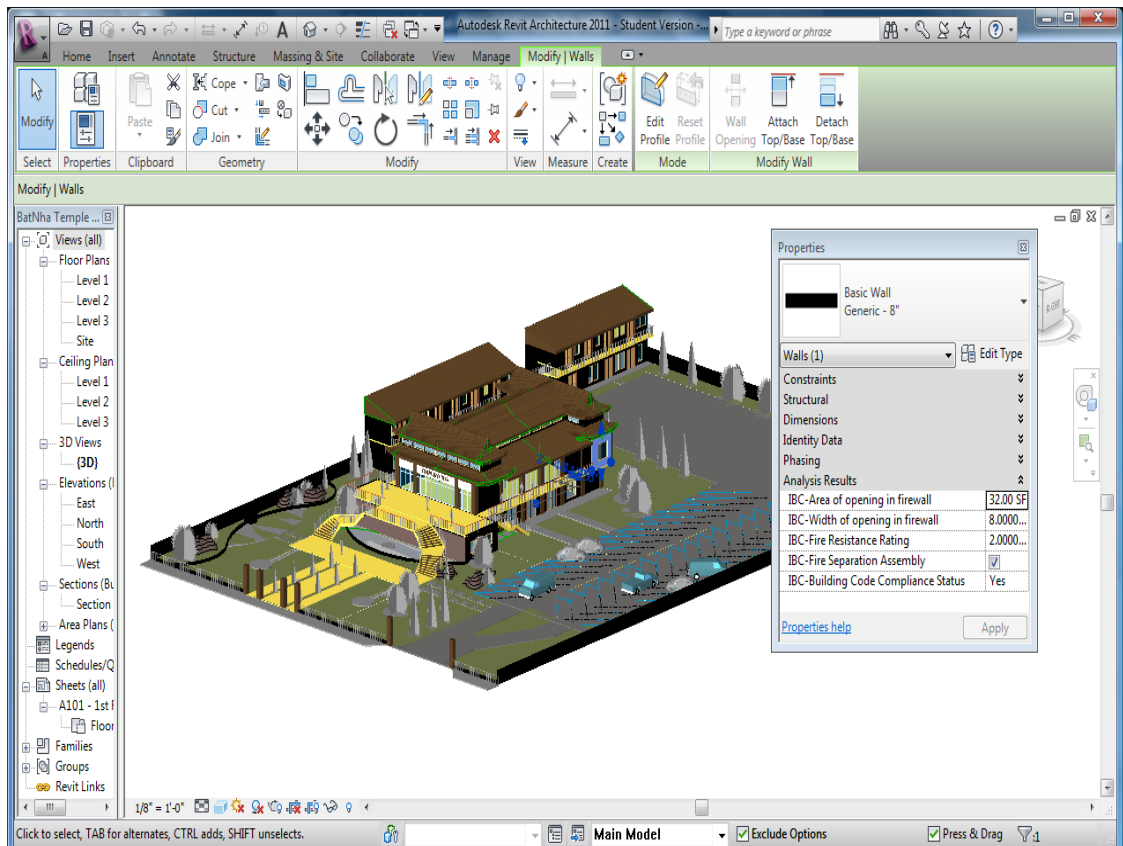 Autodesk Revit Architecture 2011 - Student Version -...
Type a keyword or phrase
Home Insert Annotate Structure Massing & Site Collaborate View Manage Modify | Walls
Modify
Paste
Cope
Cut
Join
Edit Profile
Reset Profile
Wall Opening
Attach Top/Base
Detach Top/Base
Select Properties Clipboard Geometry Modify View Measure Create Mode Modify Wall
Modify | Walls
BatNha Temple ...
Views (all)
Floor Plans
Level 1
Level 2
Level 3
Site
Ceiling Plan
Level 1
Level 2
Level 3
3D Views
{3D}
Elevations (
East
North
South
West
Sections (Bu
Section
Area Plans (
Legends
Schedules/Q
Sheets (all)
A101 - 1st F
Floor
Families
Groups
Revit Links
Properties
Basic Wall
Generic - 8"
Walls (1)
Edit Type
Constraints
Structural
Dimensions
Identity Data
Phasing
Analysis Results
IBC-Area of opening in firewall 32.00 SF
IBC-Width of opening in firewall 8.0000...
IBC-Fire Resistance Rating 2.0000...
IBC-Fire Separation Assembly
IBC-Building Code Compliance Status Yes
Properties help
Apply
RIGHT
1/8" = 1'-0"
Click to select, TAB for alternates, CTRL adds, SHIFT unselects.
Main Model
Exclude Options
Press & Drag
:1